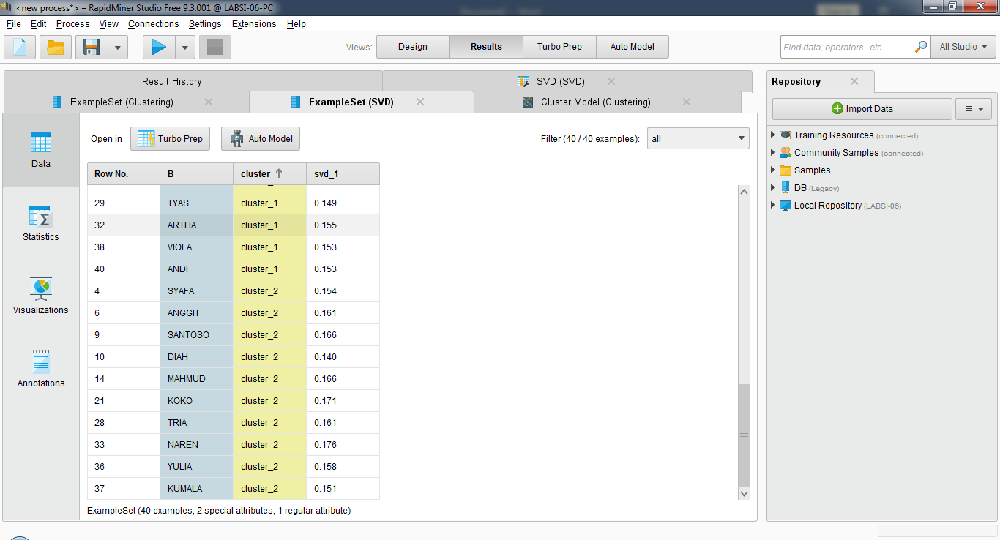 <new process*> – RapidMiner Studio Free 9.3.001 @ LABSI-06-PC
File Edit Process View Connections Settings Extensions Help
Views: Design Results Turbo Prep Auto Model Find data, operators...etc All Studio
Result History SVD (SVD)
ExampleSet (Clustering) ExampleSet (SVD) Cluster Model (Clustering)
Repository
Import Data
Training Resources (connected)
Community Samples (connected)
Samples
DB (Legacy)
Local Repository (LABSI-06)
Data
Statistics
Visualizations
Annotations
Open in Turbo Prep Auto Model Filter (40 / 40 examples): all
Row No. B cluster svd_1
29 TYAS cluster_1 0.149
32 ARTHA cluster_1 0.155
38 VIOLA cluster_1 0.153
40 ANDI cluster_1 0.153
4 SYAFA cluster_2 0.154
6 ANGGIT cluster_2 0.161
9 SANTOSO cluster_2 0.166
10 DIAH cluster_2 0.140
14 MAHMUD cluster_2 0.166
21 KOKO cluster_2 0.171
28 TRIA cluster_2 0.161
33 NAREN cluster_2 0.176
36 YULIA cluster_2 0.158
37 KUMALA cluster_2 0.151
ExampleSet (40 examples, 2 special attributes, 1 regular attribute)